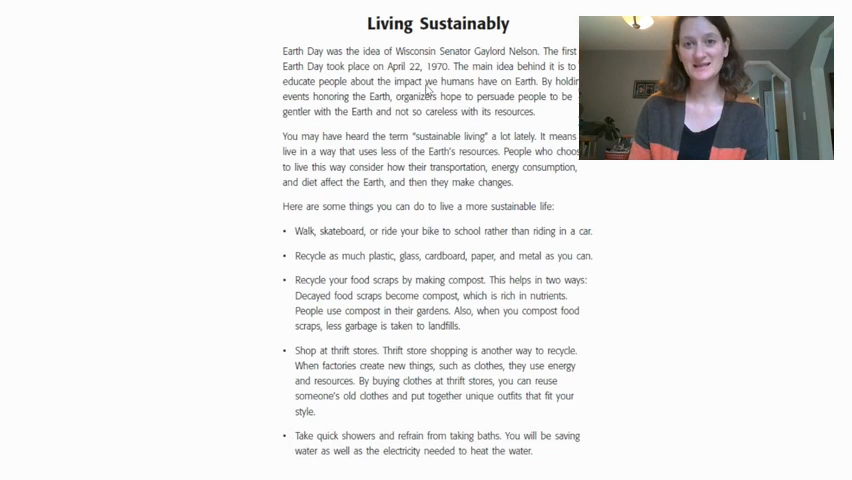 Living Sustainably
Earth Day was the idea of Wisconsin Senator Gaylord Nelson. The first
Earth Day took place on April 22, 1970. The main idea behind it is to
educate people about the impact we humans have on Earth. By
events honoring the Earth, organizers hope to persuade people to be
gentler with the Earth and not so careless with its resources.
You may have heard the term "sustainable living" a lot lately. It means
live in a way that uses less of the Earth's resources. People who
to live this way consider how their transportation, energy consumption,
and diet affect the Earth, and then they make changes.
Here are some things you can do to live a more sustainable life:
• Walk, skateboard, or ride your bike to school rather than riding in a car.
• Recycle as much plastic, glass, cardboard, paper, and metal as you can.
• Recycle your food scraps by making compost. This helps in two ways:
Decayed food scraps become compost, which is rich in nutrients.
People use compost in their gardens. Also, when you compost food
scraps, less garbage is taken to landfills.
• Shop at thrift stores. Thrift store shopping is another way to recycle.
When factories create new things, such as clothes, they use energy
and resources. By buying clothes at thrift stores, you can reuse
someone's old clothes and put together unique outfits that fit your
style.
• Take quick showers and refrain from taking baths. You will be saving
water as well as the electricity needed to heat the water.